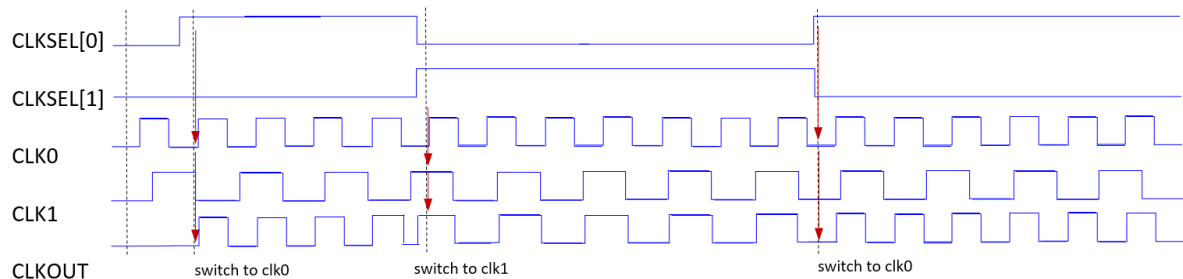 CLKSEL[0]
CLKSEL[1]
CLK0
CLK1
CLKOUT
switch to clk0
switch to clk1
switch to clk0